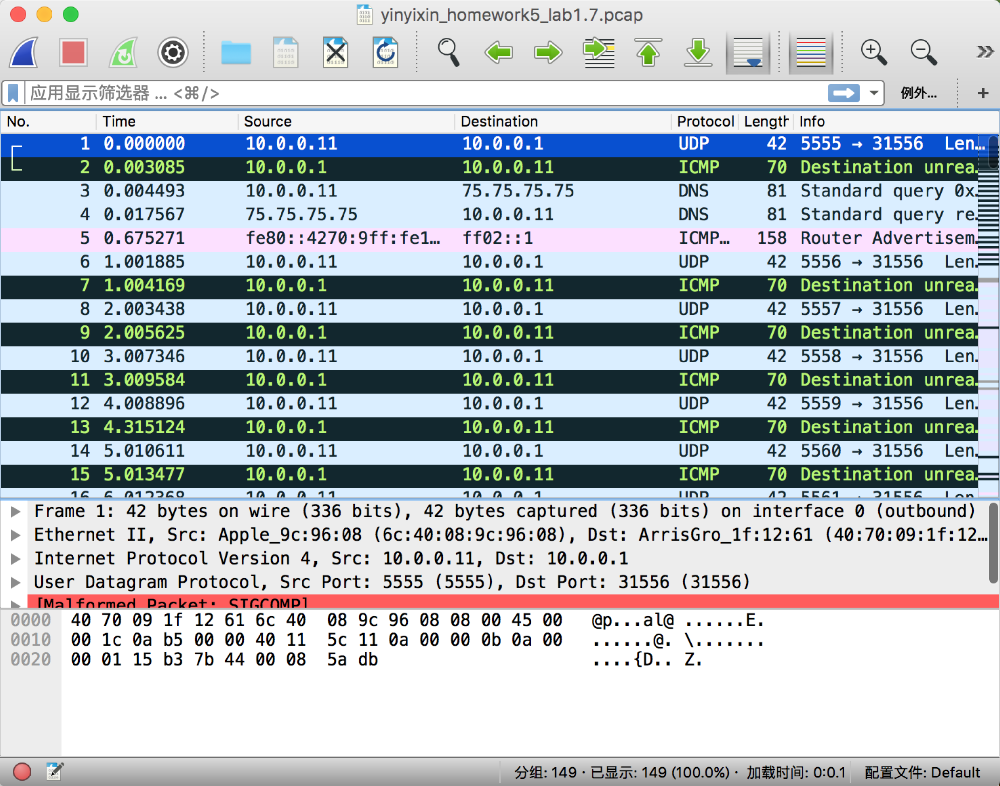 yinyixin_homework5_lab1.7.pcap
应用显示筛选器 ... <⌘/>
例外...
+
No. Time Source Destination Protocol Length Info
1 0.000000 10.0.0.11 10.0.0.1 UDP 42 5555 → 31556 Len…
2 0.003085 10.0.0.1 10.0.0.11 ICMP 70 Destination unrea…
3 0.004493 10.0.0.11 75.75.75.75 DNS 81 Standard query 0x…
4 0.017567 75.75.75.75 10.0.0.11 DNS 81 Standard query re…
5 0.675271 fe80::4270:9ff:fe1… ff02::1 ICMP… 158 Router Advertisem…
6 1.001885 10.0.0.11 10.0.0.1 UDP 42 5556 → 31556 Len…
7 1.004169 10.0.0.1 10.0.0.11 ICMP 70 Destination unrea…
8 2.003438 10.0.0.11 10.0.0.1 UDP 42 5557 → 31556 Len…
9 2.005625 10.0.0.1 10.0.0.11 ICMP 70 Destination unrea…
10 3.007346 10.0.0.11 10.0.0.1 UDP 42 5558 → 31556 Len…
11 3.009584 10.0.0.1 10.0.0.11 ICMP 70 Destination unrea…
12 4.008896 10.0.0.11 10.0.0.1 UDP 42 5559 → 31556 Len…
13 4.315124 10.0.0.1 10.0.0.11 ICMP 70 Destination unrea…
14 5.010611 10.0.0.11 10.0.0.1 UDP 42 5560 → 31556 Len…
15 5.013477 10.0.0.1 10.0.0.11 ICMP 70 Destination unrea…
16 6.012368 10.0.0.11 10.0.0.1 UDP 42 5561 → 31556 Len
Frame 1: 42 bytes on wire (336 bits), 42 bytes captured (336 bits) on interface 0 (outbound)
Ethernet II, Src: Apple_9c:96:08 (6c:40:08:9c:96:08), Dst: ArrisGro_1f:12:61 (40:70:09:1f:12…
Internet Protocol Version 4, Src: 10.0.0.11, Dst: 10.0.0.1
User Datagram Protocol, Src Port: 5555 (5555), Dst Port: 31556 (31556)
[Malformed Packet: SIGCOMP]
0000 40 70 09 1f 12 61 6c 40 08 9c 96 08 08 00 45 00 @p...al@ ......E.
0010 00 1c 0a b5 00 00 40 11 5c 11 0a 00 00 0b 0a 00 ......@. \.......
0020 00 01 15 b3 7b 44 00 08 5a db ....{D.. Z.
分组: 149 · 已显示: 149 (100.0%) · 加载时间: 0:0.1
配置文件: Default